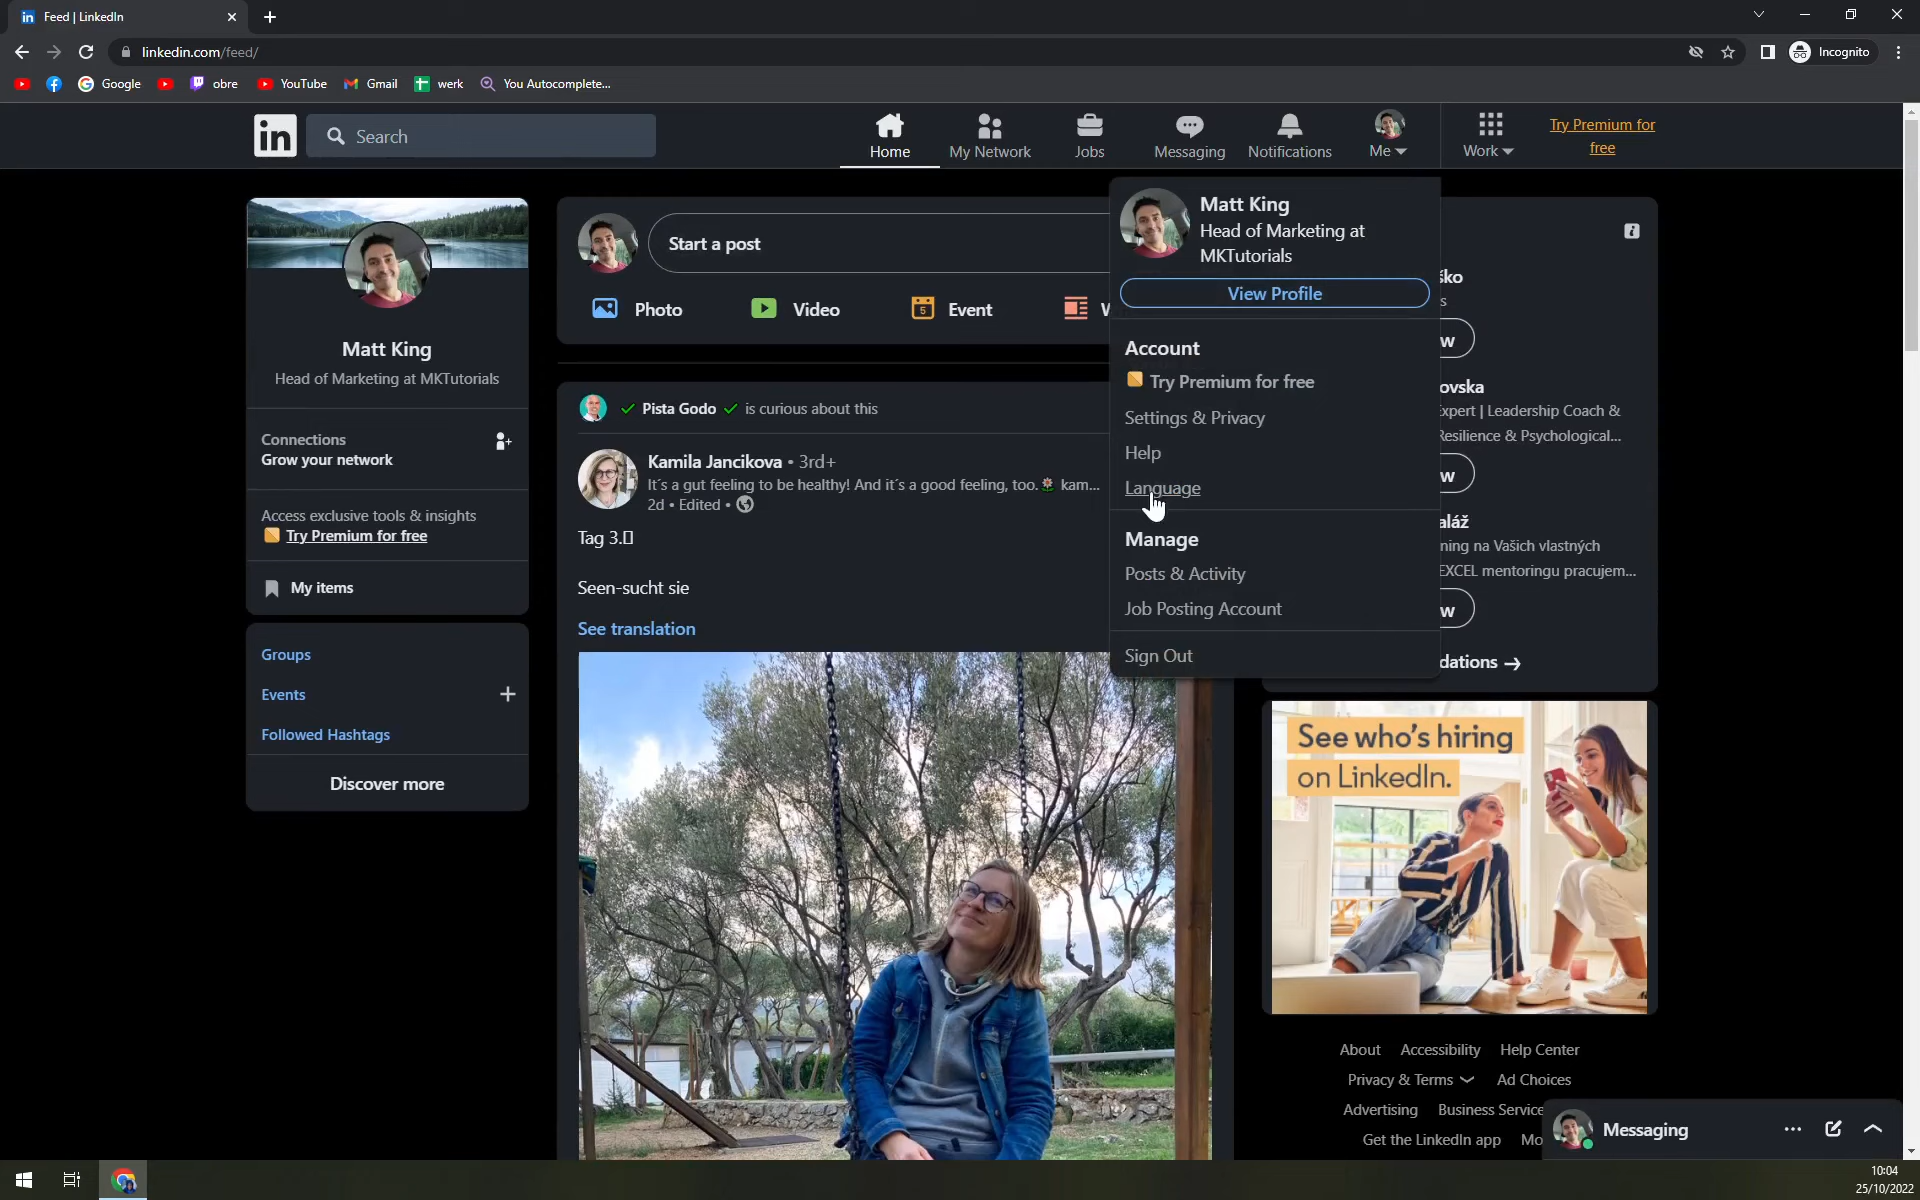 Feed | LinkedIn
linkedin.com/feed/
Incognito
Google
obre
YouTube
Gmail
werk
You Autocomplete...
in
Search
Home
My Network
Jobs
Messaging
Notifications
Me
Work
Try Premium for
free
Matt King
Head of Marketing at MKTutorials
Connections
Grow your network
Access exclusive tools & insights
Try Premium for free
My items
Groups
Events
Followed Hashtags
Discover more
Start a post
Photo
Video
Event
W
Pista Godo
is curious about this
Kamila Jancikova • 3rd+
It´s a gut feeling to be healthy! And it´s a good feeling, too. kam...
2d • Edited •
Tag 3.
Seen-sucht sie
See translation
Matt King
Head of Marketing at
MKTutorials
View Profile
Account
Try Premium for free
Settings & Privacy
Help
Language
Manage
Posts & Activity
Job Posting Account
Sign Out
ško
s
w
ovska
Expert | Leadership Coach &
Resilience & Psychological...
w
aláž
ning na Vašich vlastných
EXCEL mentoringu pracujem...
w
dations →
See who's hiring
on LinkedIn.
About Accessibility Help Center
Privacy & Terms Ad Choices
Advertising Business Service
Get the LinkedIn app Mo
Messaging
10:04
25/10/2022